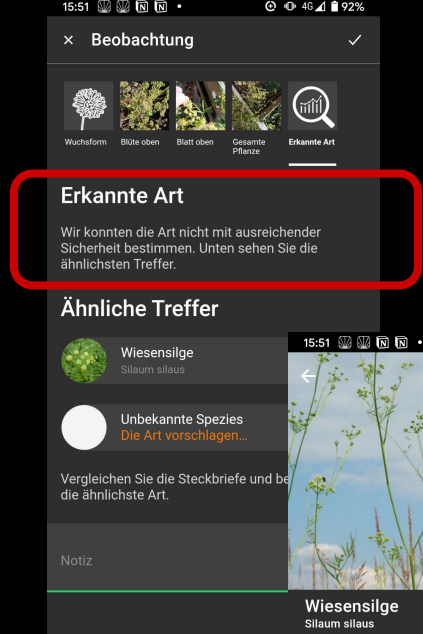 15:51 4G 92%
× Beobachtung
Wuchsform Blüte oben Blatt oben Gesamte Pflanze Erkannte Art
Erkannte Art
Wir konnten die Art nicht mit ausreichender
Sicherheit bestimmen. Unten sehen Sie die
ähnlichsten Treffer.
Ähnliche Treffer
Wiesensilge
Silaum silaus
Unbekannte Spezies
Die Art vorschlagen...
Vergleichen Sie die Steckbriefe und be
die ähnlichste Art.
Notiz
15:51
Wiesensilge
Silaum silaus